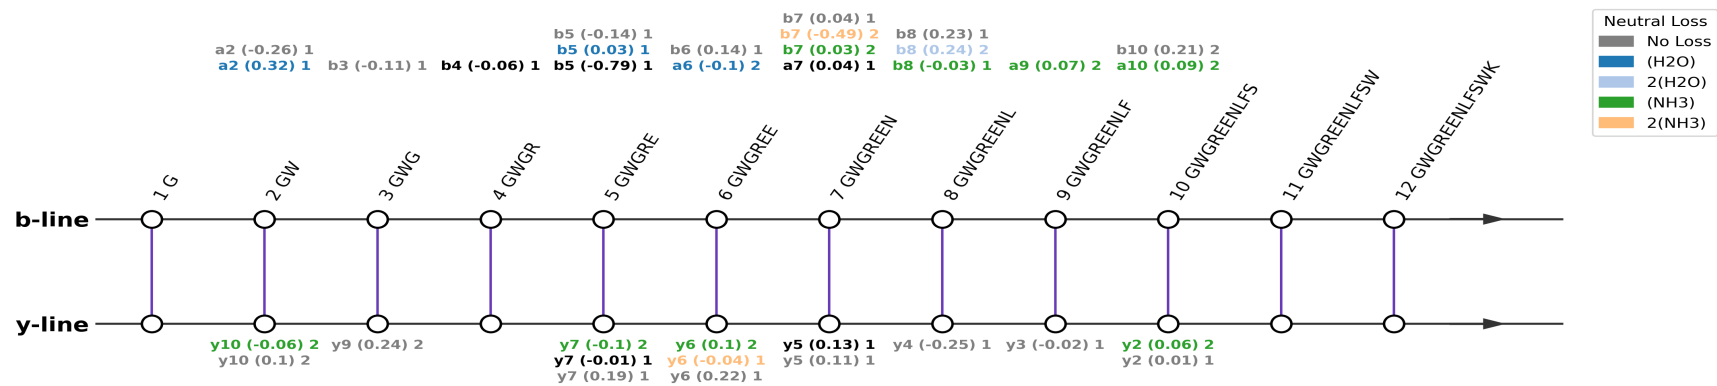 b7 (0.04) 1
b5 (-0.14) 1 b7 (-0.49) 2 b8 (0.23) 1
a2 (-0.26) 1 b5 (0.03) 1 b6 (0.14) 1 b7 (0.03) 2 b8 (0.24) 2 b10 (0.21) 2
a2 (0.32) 1 b3 (-0.11) 1 b4 (-0.06) 1 b5 (-0.79) 1 a6 (-0.1) 2 a7 (0.04) 1 b8 (-0.03) 1 a9 (0.07) 2 a10 (0.09) 2
Neutral Loss
No Loss
(H2O)
2(H2O)
(NH3)
2(NH3)
1 G
2 GW
3 GWG
4 GWGR
5 GWGRE
6 GWGREE
7 GWGREEN
8 GWGREENL
9 GWGREENLF
10 GWGREENLFS
11 GWGREENLFSW
12 GWGREENLFSWK
b-line
y-line
y10 (-0.06) 2 y9 (0.24) 2 y7 (-0.1) 2 y6 (0.1) 2 y5 (0.13) 1 y4 (-0.25) 1 y3 (-0.02) 1 y2 (0.06) 2
y10 (0.1) 2 y7 (-0.01) 1 y6 (-0.04) 1 y5 (0.11) 1 y2 (0.01) 1
y7 (0.19) 1 y6 (0.22) 1